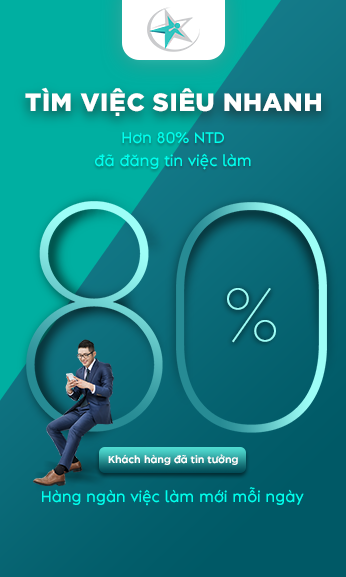 TÌM VIỆC SIÊU NHANH
Hơn 80% NTD
đã đăng tin việc làm
80
%
Khách hàng đã tin tưởng
Hàng ngàn việc làm mới mỗi ngày